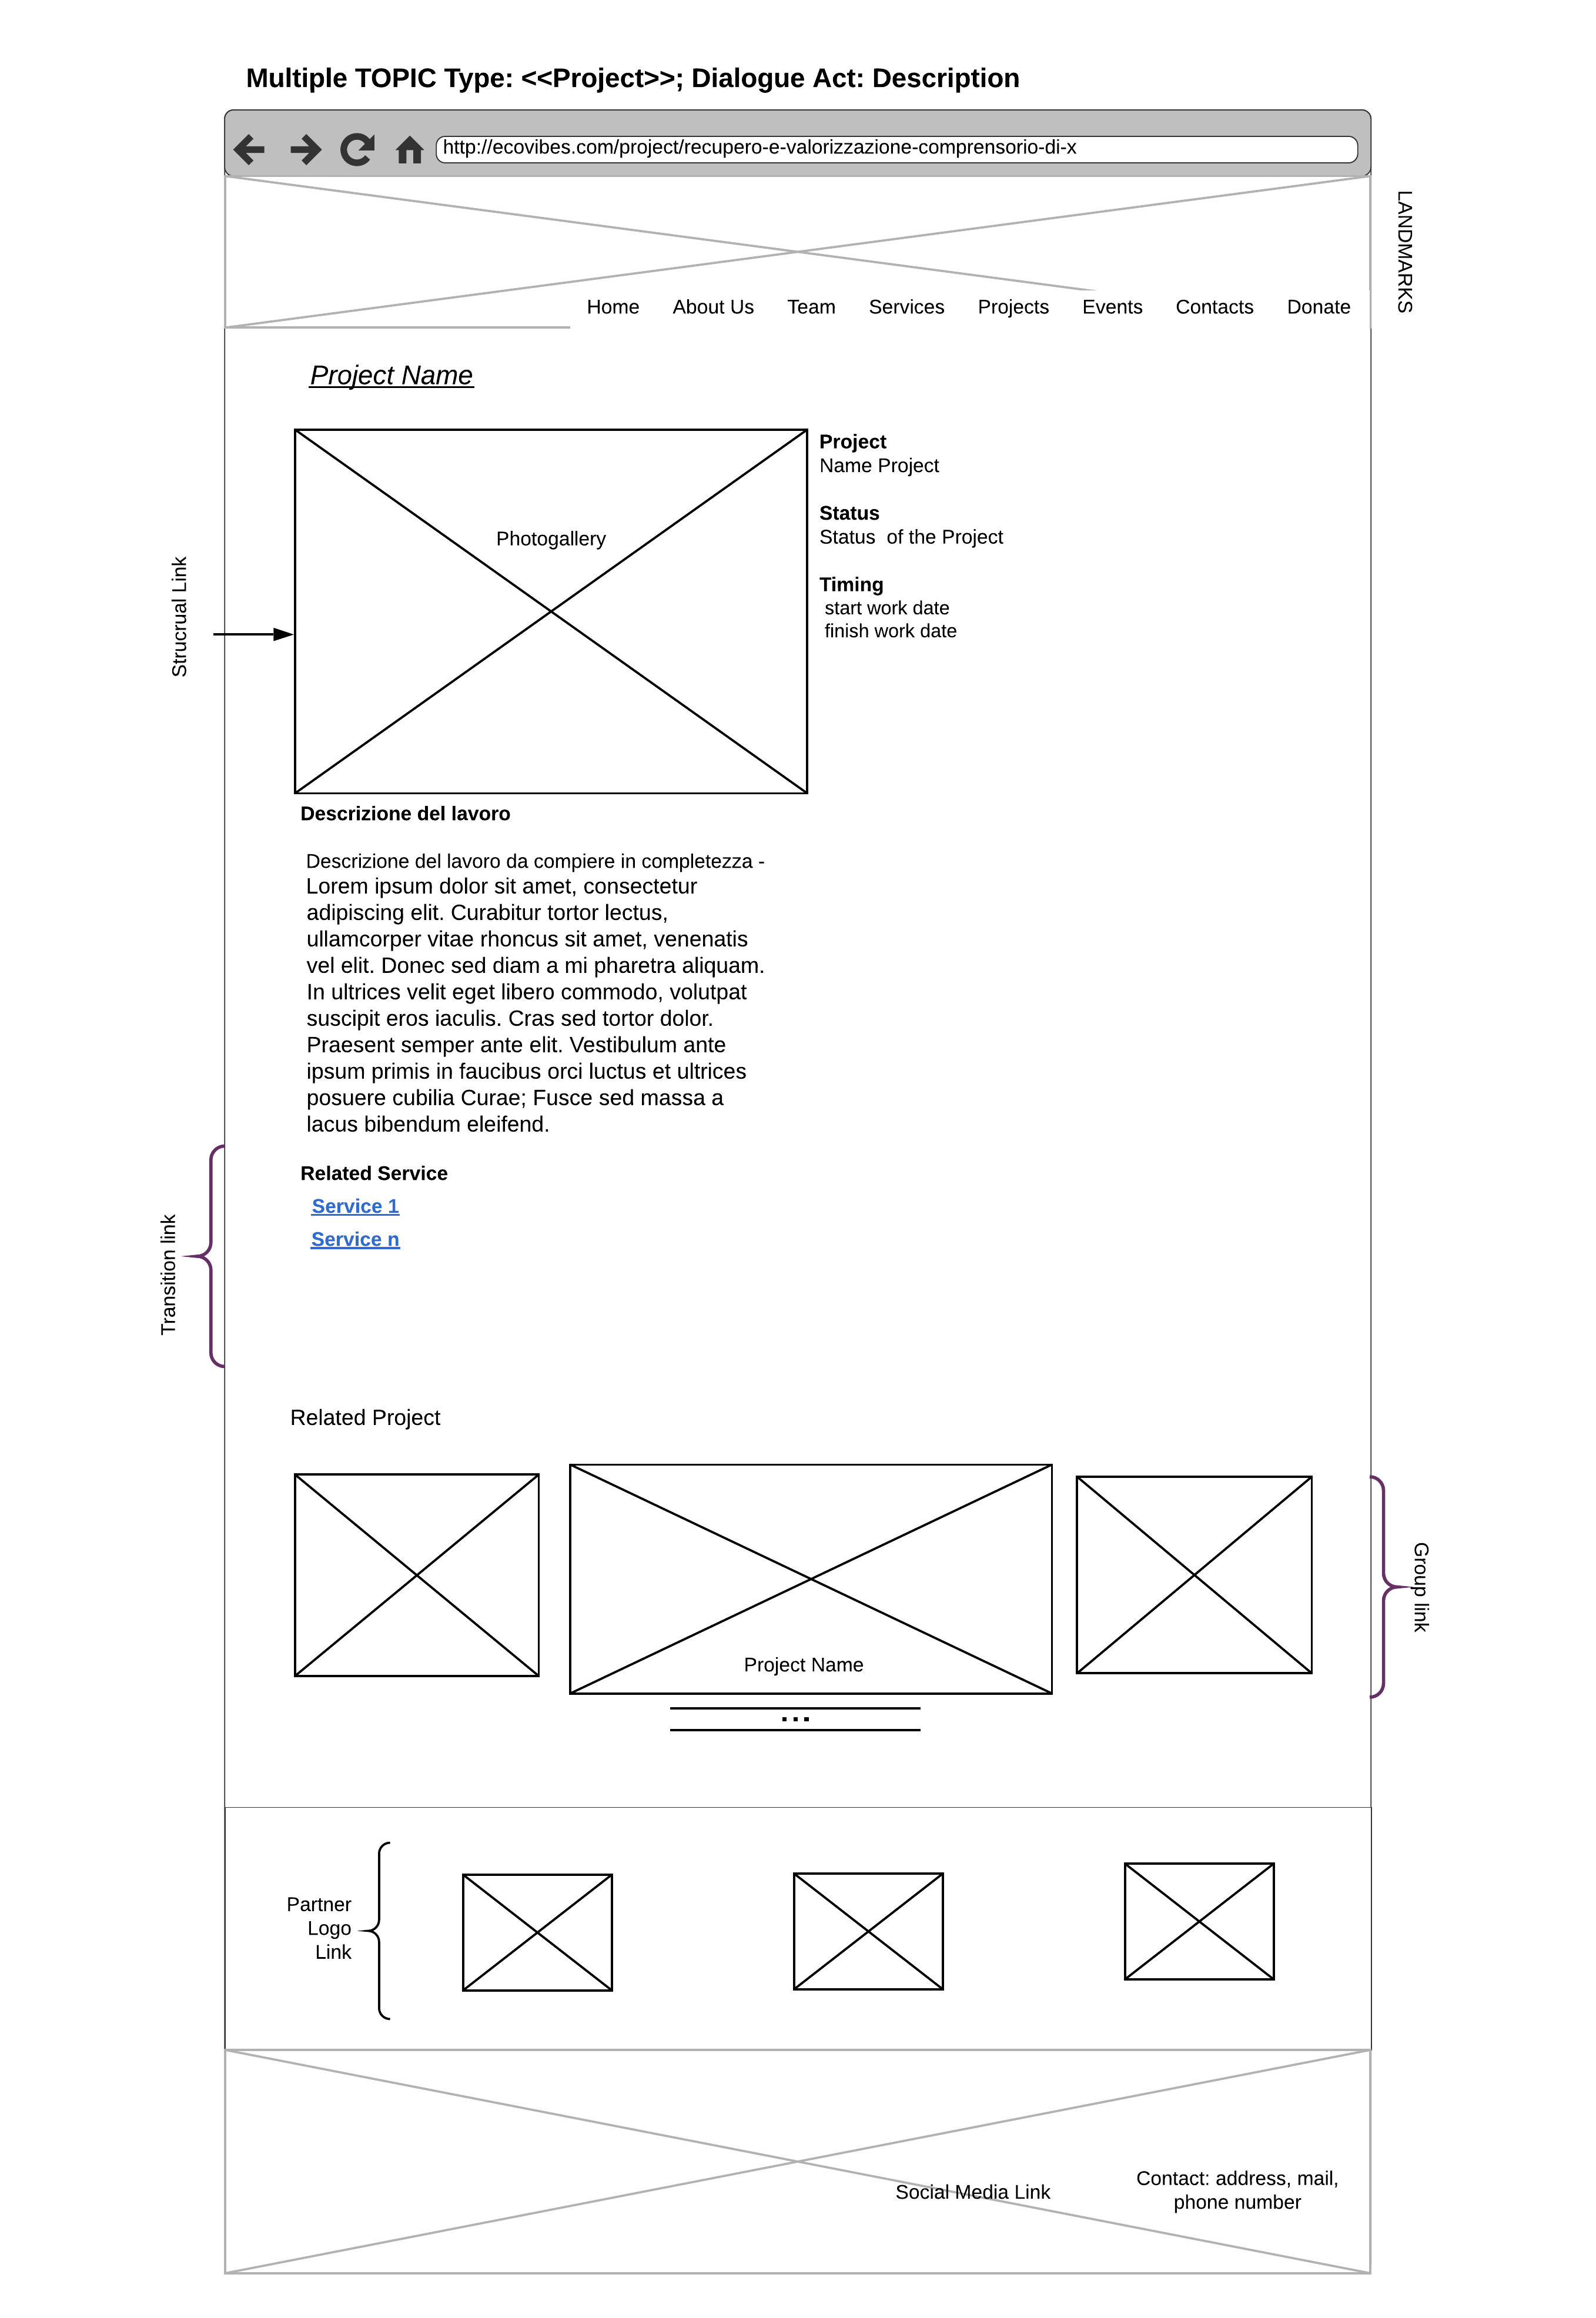 Multiple TOPIC Type: <<Project>>; Dialogue Act: Description
http://ecovibes.com/project/recupero-e-valorizzazione-comprensorio-di-x
LANDMARKS
Home About Us Team Services Projects Events Contacts Donate
Project Name
Photogallery
Project
Name Project
Status
Status  of the Project
Timing
start work date
finish work date
Strucrual Link
Descrizione del lavoro
Descrizione del lavoro da compiere in completezza -
Lorem ipsum dolor sit amet, consectetur
adipiscing elit. Curabitur tortor lectus,
ullamcorper vitae rhoncus sit amet, venenatis
vel elit. Donec sed diam a mi pharetra aliquam.
In ultrices velit eget libero commodo, volutpat
suscipit eros iaculis. Cras sed tortor dolor.
Praesent semper ante elit. Vestibulum ante
ipsum primis in faucibus orci luctus et ultrices
posuere cubilia Curae; Fusce sed massa a
lacus bibendum eleifend.
Related Service
Service 1
Service n
Transition link
Related Project
Project Name
...
Group link
Partner
Logo
Link
Social Media Link
Contact: address, mail,
phone number